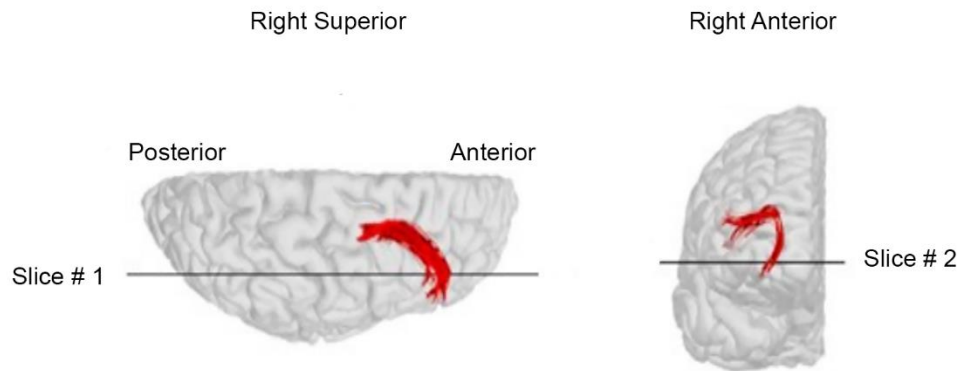 Right Superior
Right Anterior
Posterior
Anterior
Slice # 1
Slice # 2